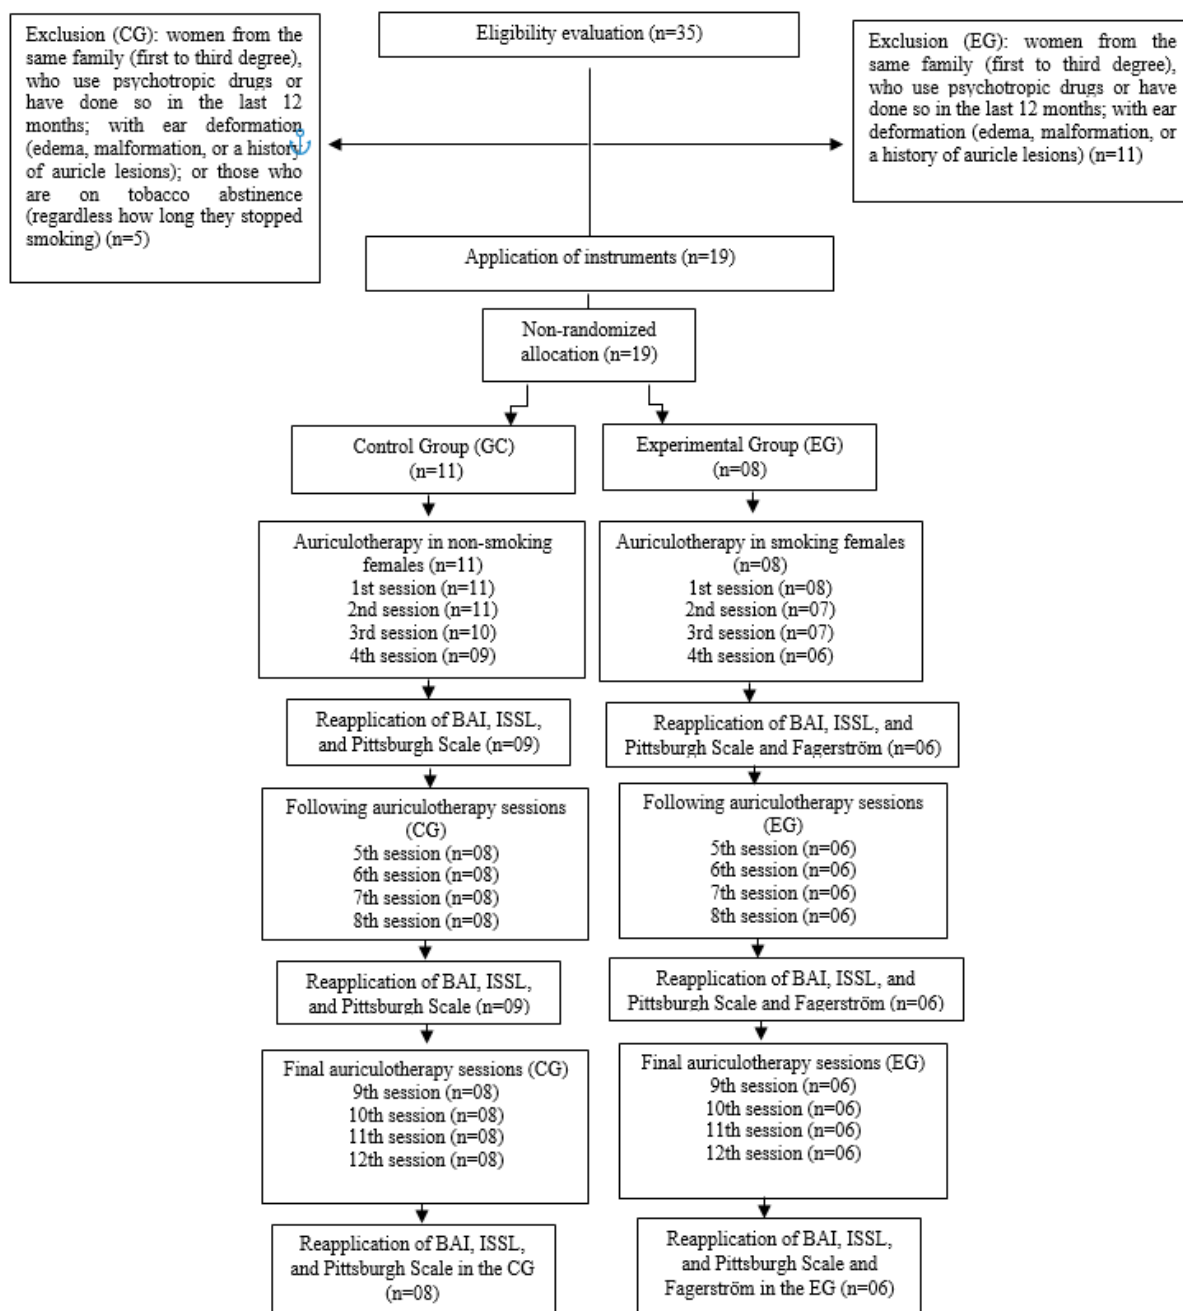 Exclusion (CG): women from the
same family (first to third degree),
who use psychotropic drugs or
have done so in the last 12
months; with ear deformation
(edema, malformation, or a history
of auricle lesions); or those who
are on tobacco abstinence
(regardless how long they stopped
smoking) (n=5)
Eligibility evaluation (n=35)
Exclusion (EG): women from the
same family (first to third degree),
who use psychotropic drugs or have
done so in the last 12 months; with ear
deformation (edema, malformation, or
a history of auricle lesions) (n=11)
Application of instruments (n=19)
Non-randomized
allocation (n=19)
Control Group (GC)
(n=11)
Experimental Group (EG)
(n=08)
Auriculotherapy in non-smoking
females (n=11)
1st session (n=11)
2nd session (n=11)
3rd session (n=10)
4th session (n=09)
Auriculotherapy in smoking females
(n=08)
1st session (n=08)
2nd session (n=07)
3rd session (n=07)
4th session (n=06)
Reapplication of BAI, ISSL,
and Pittsburgh Scale (n=09)
Reapplication of BAI, ISSL, and
Pittsburgh Scale and Fagerström (n=06)
Following auriculotherapy sessions
(CG)
5th session (n=08)
6th session (n=08)
7th session (n=08)
8th session (n=08)
Following auriculotherapy sessions
(EG)
5th session (n=06)
6th session (n=06)
7th session (n=06)
8th session (n=06)
Reapplication of BAI, ISSL,
and Pittsburgh Scale (n=09)
Reapplication of BAI, ISSL, and
Pittsburgh Scale and Fagerström (n=06)
Final auriculotherapy sessions (CG)
9th session (n=08)
10th session (n=08)
11th session (n=08)
12th session (n=08)
Final auriculotherapy sessions (EG)
9th session (n=06)
10th session (n=06)
11th session (n=06)
12th session (n=06)
Reapplication of BAI, ISSL,
and Pittsburgh Scale in the CG
(n=08)
Reapplication of BAI, ISSL,
and Pittsburgh Scale and
Fagerström in the EG (n=06)